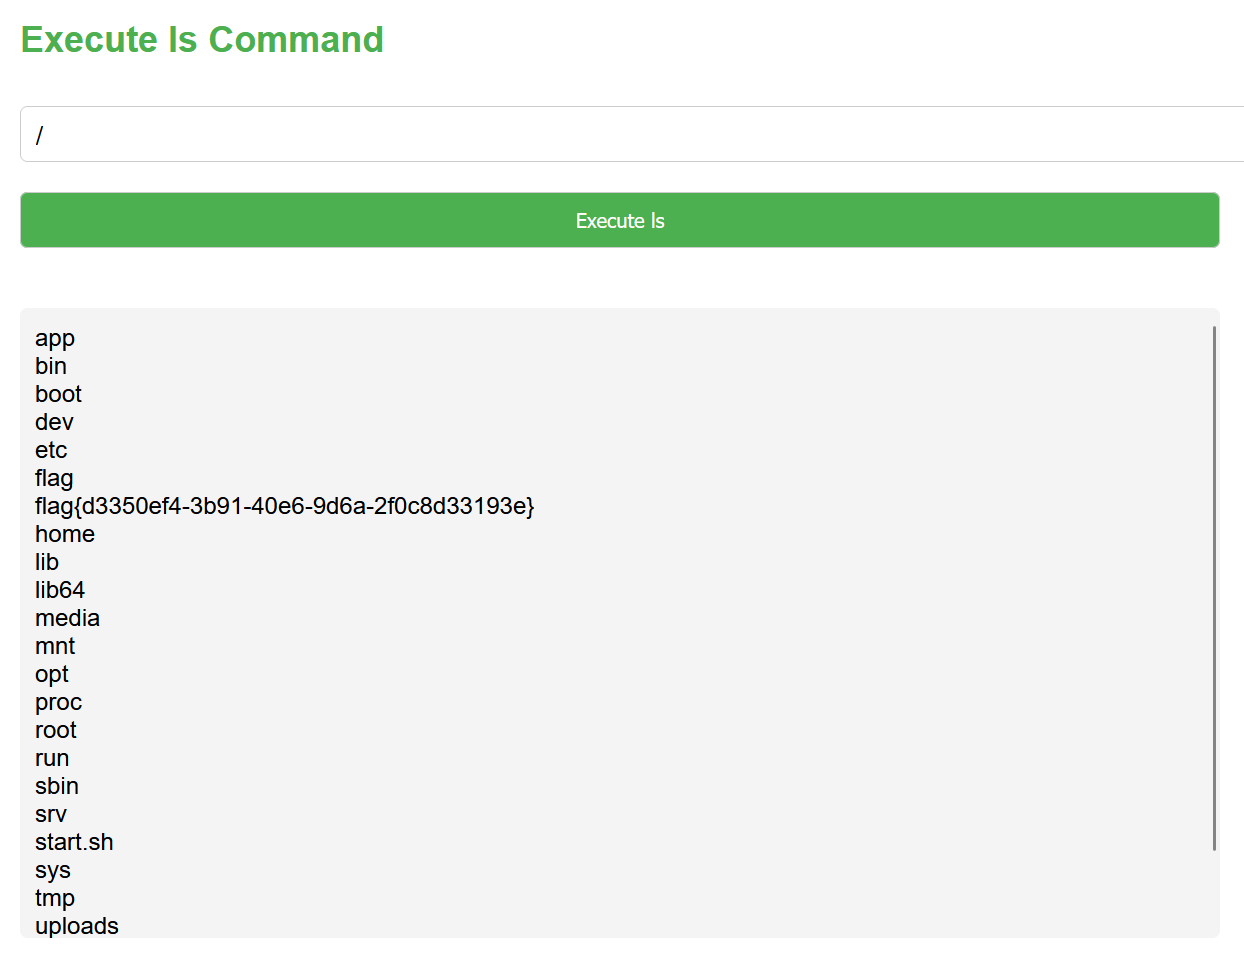 Execute ls Command
/
Execute ls
app
bin
boot
dev
etc
flag
flag{d3350ef4-3b91-40e6-9d6a-2f0c8d33193e}
home
lib
lib64
media
mnt
opt
proc
root
run
sbin
srv
start.sh
sys
tmp
uploads